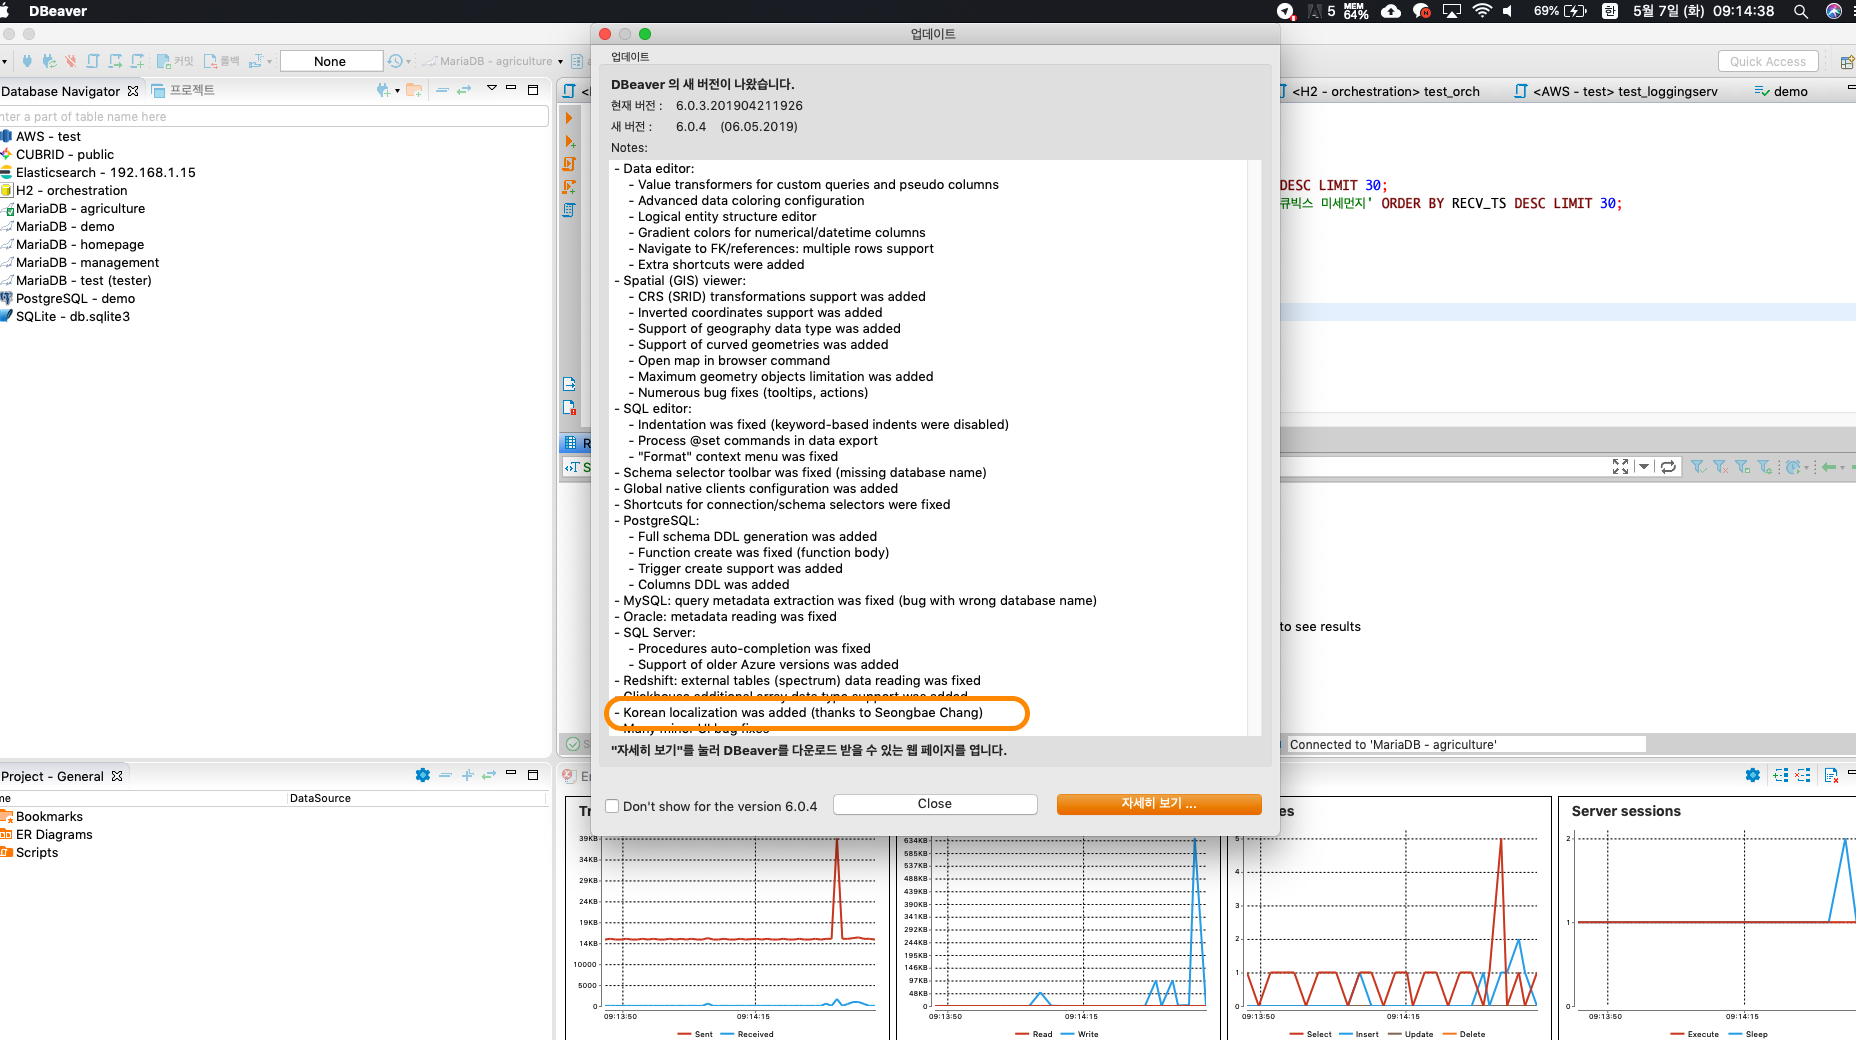 DBeaver
5
MEM
64%
69%
한
5월 7일 (화) 09:14:38
업데이트
커밋
롤백
None
MariaDB - agriculture
Quick Access
Database Navigator
프로젝트
nter a part of table name here
AWS - test
CUBRID - public
Elasticsearch - 192.168.1.15
H2 - orchestration
MariaDB - agriculture
MariaDB - demo
MariaDB - homepage
MariaDB - management
MariaDB - test (tester)
PostgreSQL - demo
SQLite - db.sqlite3
업데이트
DBeaver 의 새 버전이 나왔습니다.
현재 버전 : 6.0.3.201904211926
새 버전 : 6.0.4 (06.05.2019)
Notes:
- Data editor:
- Value transformers for custom queries and pseudo columns
- Advanced data coloring configuration
- Logical entity structure editor
- Gradient colors for numerical/datetime columns
- Navigate to FK/references: multiple rows support
- Extra shortcuts were added
- Spatial (GIS) viewer:
- CRS (SRID) transformations support was added
- Inverted coordinates support was added
- Support of geography data type was added
- Support of curved geometries was added
- Open map in browser command
- Maximum geometry objects limitation was added
- Numerous bug fixes (tooltips, actions)
- SQL editor:
- Indentation was fixed (keyword-based indents were disabled)
- Process @set commands in data export
- "Format" context menu was fixed
- Schema selector toolbar was fixed (missing database name)
- Global native clients configuration was added
- Shortcuts for connection/schema selectors were fixed
- PostgreSQL:
- Full schema DDL generation was added
- Function create was fixed (function body)
- Trigger create support was added
- Columns DDL was added
- MySQL: query metadata extraction was fixed (bug with wrong database name)
- Oracle: metadata reading was fixed
- SQL Server:
- Procedures auto-completion was fixed
- Support of older Azure versions was added
- Redshift: external tables (spectrum) data reading was fixed
- Clickhouse additional array data type support was added
- Korean localization was added (thanks to Seongbae Chang)
- Many minor UI bug fixes
"자세히 보기"를 눌러 DBeaver를 다운로드 받을 수 있는 웹 페이지를 엽니다.
Don't show for the version 6.0.4
Close
자세히 보기 ...
<H2 - orchestration> test_orch
<AWS - test> test_loggingserv
demo
DESC LIMIT 30;
큐빅스 미세먼지' ORDER BY RECV_TS DESC LIMIT 30;
to see results
Connected to 'MariaDB - agriculture'
Project - General
me
DataSource
Bookmarks
ER Diagrams
Scripts
Tr
39KB
34KB
29KB
24KB
19KB
14KB
10000
5000
0
09:13:50 09:14:15
Sent Received
634KB
585KB
537KB
488KB
439KB
390KB
341KB
292KB
244KB
195KB
146KB
97KB
48KB
0
09:13:50 09:14:15
Read Write
es
5
4
3
2
1
0
09:13:50 09:14:15
Select Insert Update Delete
Server sessions
2
1
0
09:13:50 09:14:15
Execute Sleep